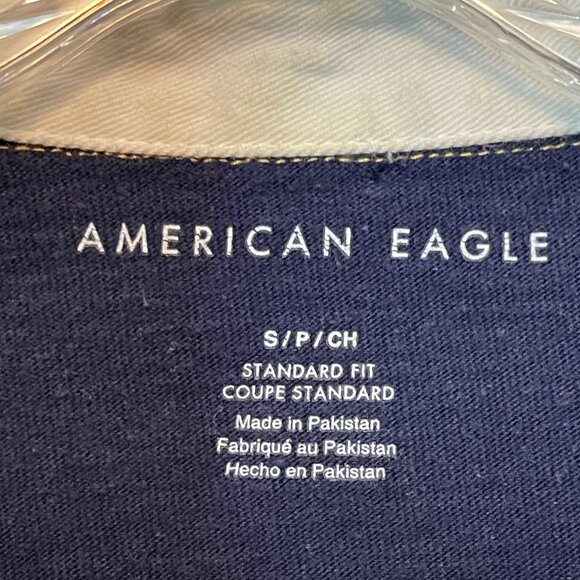 AMERICAN EAGLE
S/P/CH
STANDARD FIT
COUPE STANDARD
Made in Pakistan
Fabriqué au Pakistan
Hecho en Pakistan